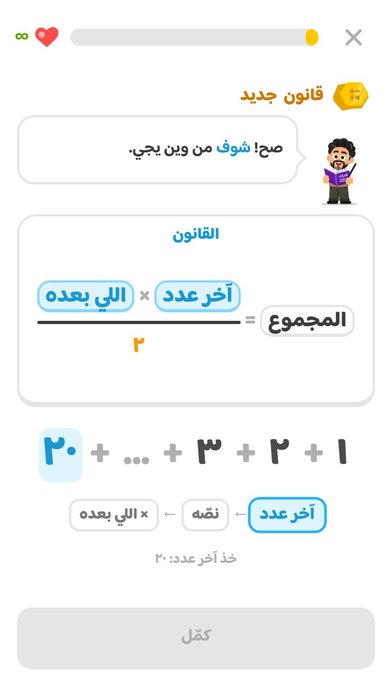 ∞
قانون جديد
صح! شوف من وين يجي.
القانون
المجموع = آخر عدد × اللي بعده
٢
١ + ٢ + ٣ + ... + ٢٠
آخر عدد ← نصّه ← × اللي بعده
خذ آخر عدد: ٢٠
كمّل